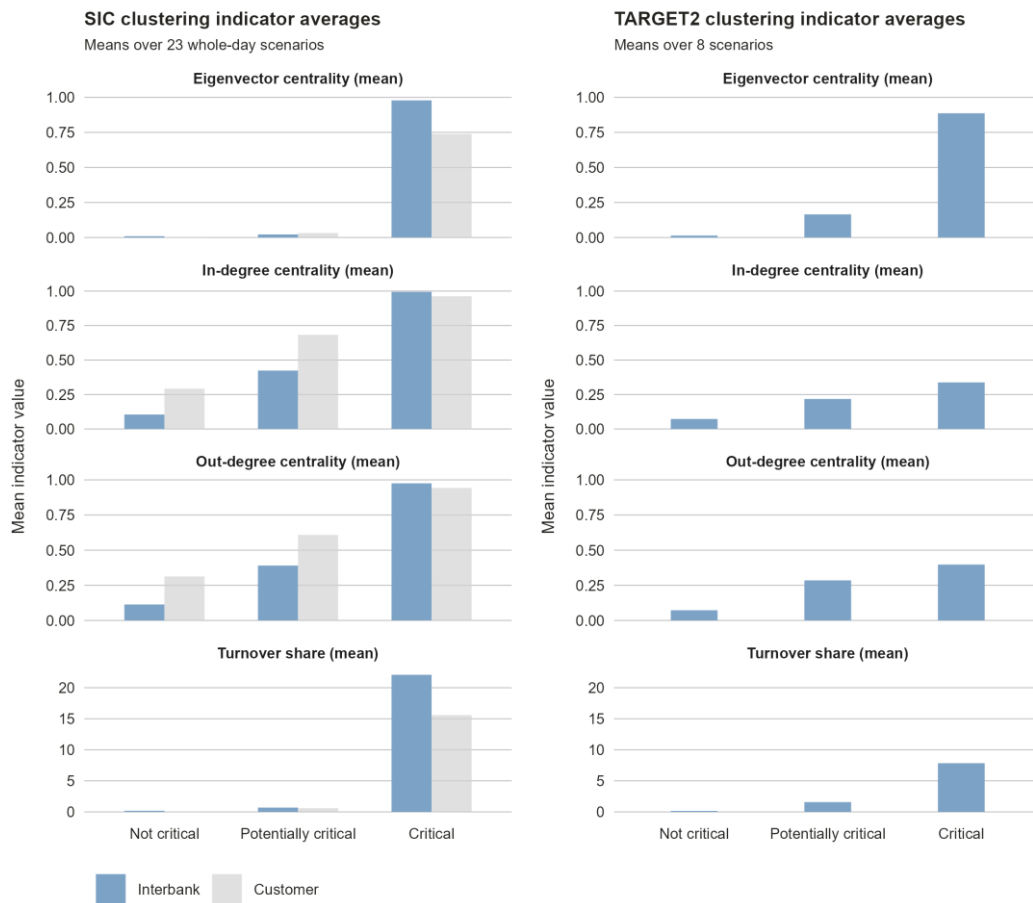 SIC clustering indicator averages
Means over 23 whole-day scenarios
Eigenvector centrality (mean)
1.00
0.75
0.50
0.25
0.00
In-degree centrality (mean)
1.00
0.75
0.50
0.25
0.00
Out-degree centrality (mean)
1.00
0.75
0.50
0.25
0.00
Turnover share (mean)
20
15
10
5
0
Mean indicator value
Not critical
Potentially critical
Critical
Interbank
Customer
TARGET2 clustering indicator averages
Means over 8 scenarios
Eigenvector centrality (mean)
1.00
0.75
0.50
0.25
0.00
In-degree centrality (mean)
1.00
0.75
0.50
0.25
0.00
Out-degree centrality (mean)
1.00
0.75
0.50
0.25
0.00
Turnover share (mean)
20
15
10
5
0
Mean indicator value
Not critical
Potentially critical
Critical